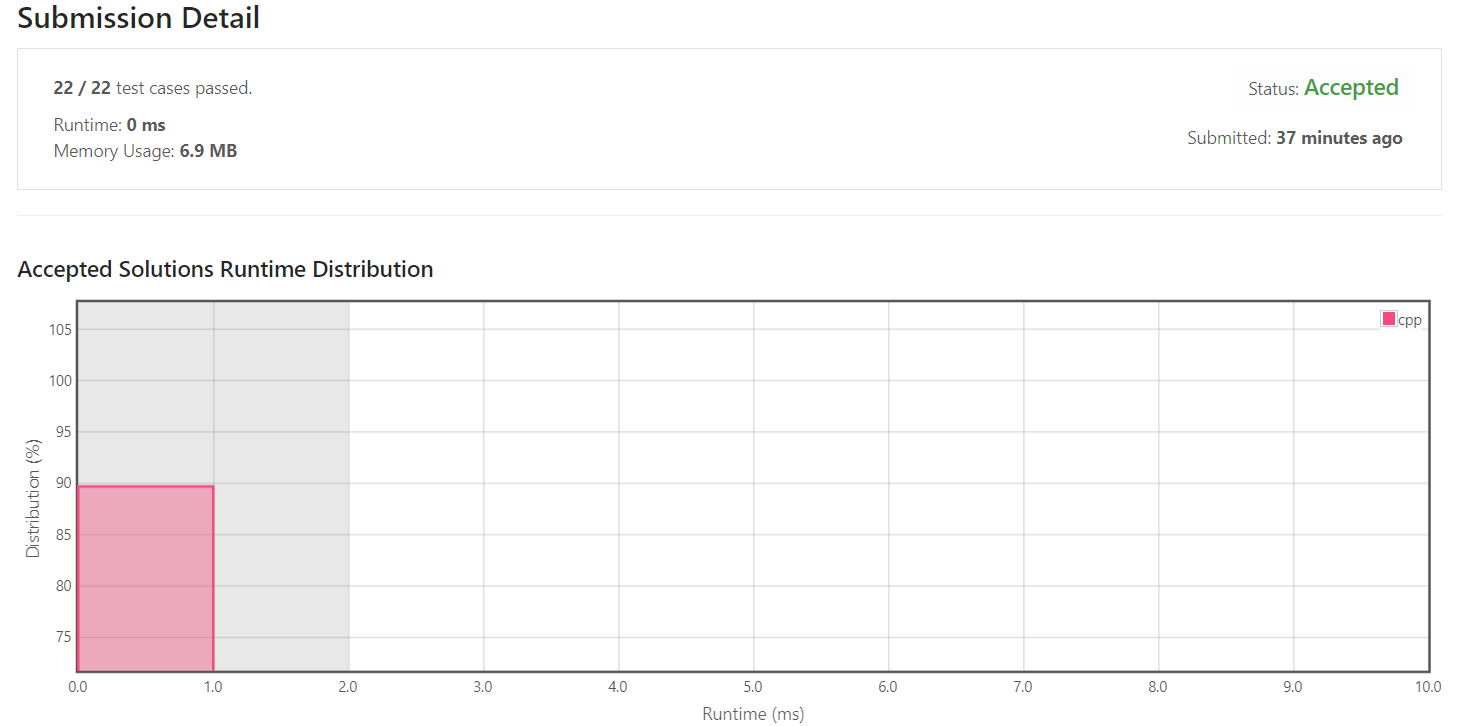 Submission Detail
22 / 22 test cases passed.
Status: Accepted
Runtime: 0 ms
Submitted: 37 minutes ago
Memory Usage: 6.9 MB
Accepted Solutions Runtime Distribution
cpp
105
100
95
90
85
80
75
Distribution (%)
0.0 1.0 2.0 3.0 4.0 5.0 6.0 7.0 8.0 9.0 10.0
Runtime (ms)